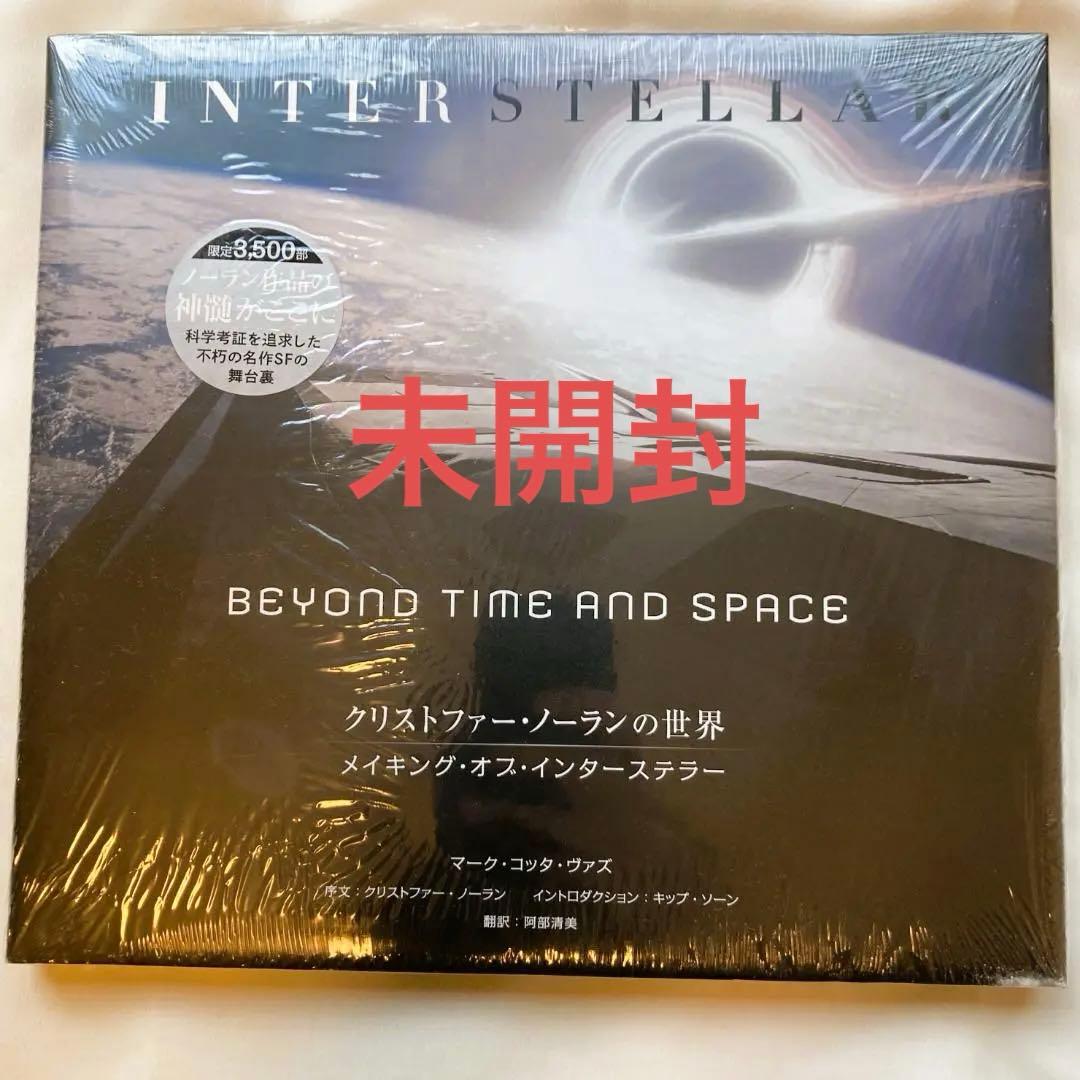 INTERSTELLAR
限定3,500部
ノーラン作品の
神髄がここに
科学考証を追求した
不朽の名作SFの
舞台裏
未開封
BEYOND TIME AND SPACE
クリストファー・ノーランの世界
メイキング・オブ・インターステラー
マーク・コッタ・ヴァズ
序文：クリストファー・ノーラン　イントロダクション：キップ・ソーン
翻訳：阿部清美